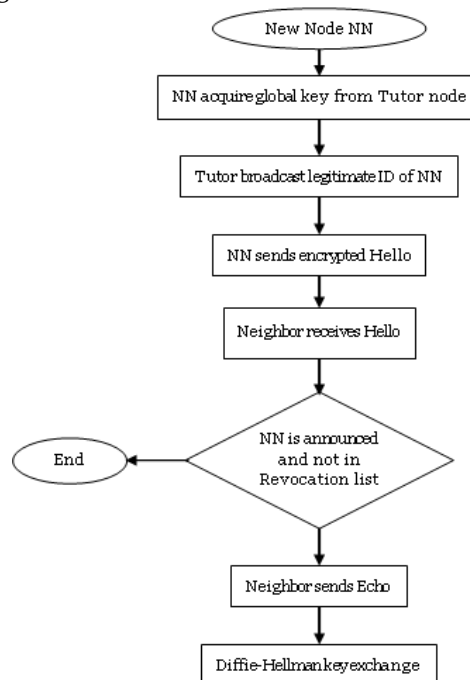 New Node NN
NN acquire global key from Tutor node
Tutor broadcast legitimate ID of NN
NN sends encrypted Hello
Neighbor receives Hello
NN is announced
and not in
Revocation list
End
Neighbor sends Echo
Diffie-Hellman key exchange